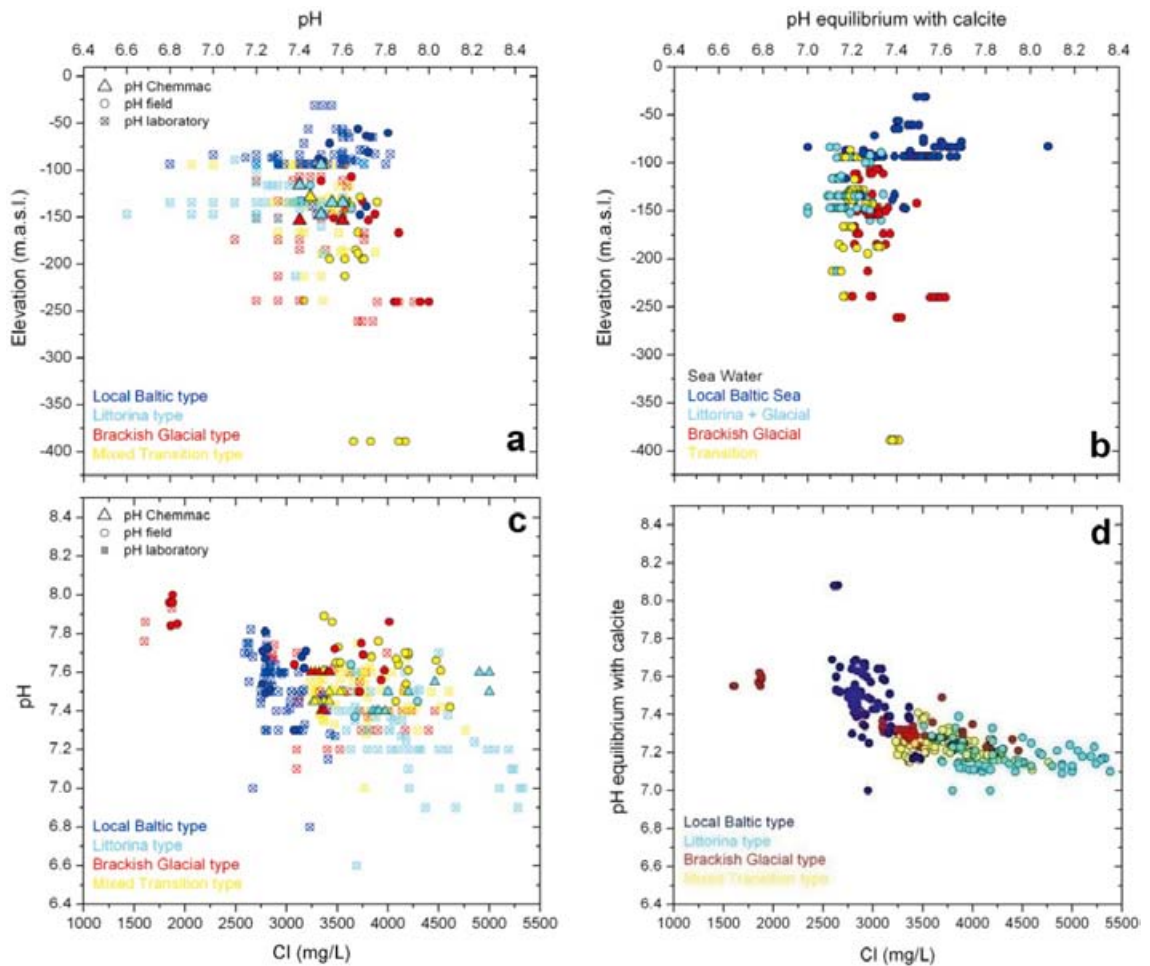 pH
6.4 6.6 6.8 7.0 7.2 7.4 7.6 7.8 8.0 8.2 8.4
0
-50
-100
-150
-200
-250
-300
-350
-400
Elevation (m.a.s.l.)
pH Chemmac
pH field
pH laboratory
Local Baltic type
Littorina type
Brackish Glacial type
Mixed Transition type
a
pH equilibrium with calcite
6.4 6.6 6.8 7.0 7.2 7.4 7.6 7.8 8.0 8.2 8.4
0
-50
-100
-150
-200
-250
-300
-350
-400
Elevation (m.a.s.l.)
Sea Water
Local Baltic Sea
Littorina + Glacial
Brackish Glacial
Transition
b
8.4
8.2
8.0
7.8
7.6
7.4
7.2
7.0
6.8
6.6
6.4
pH
pH Chemmac
pH field
pH laboratory
c
Local Baltic type
Littorina type
Brackish Glacial type
Mixed Transition type
1000 1500 2000 2500 3000 3500 4000 4500 5000 5500
Cl (mg/L)
8.4
8.2
8.0
7.8
7.6
7.4
7.2
7.0
6.8
6.6
6.4
pH equilibrium with calcite
d
Local Baltic type
Littorina type
Brackish Glacial type
Mixed Transition type
1000 1500 2000 2500 3000 3500 4000 4500 5000 5500
Cl (mg/L)